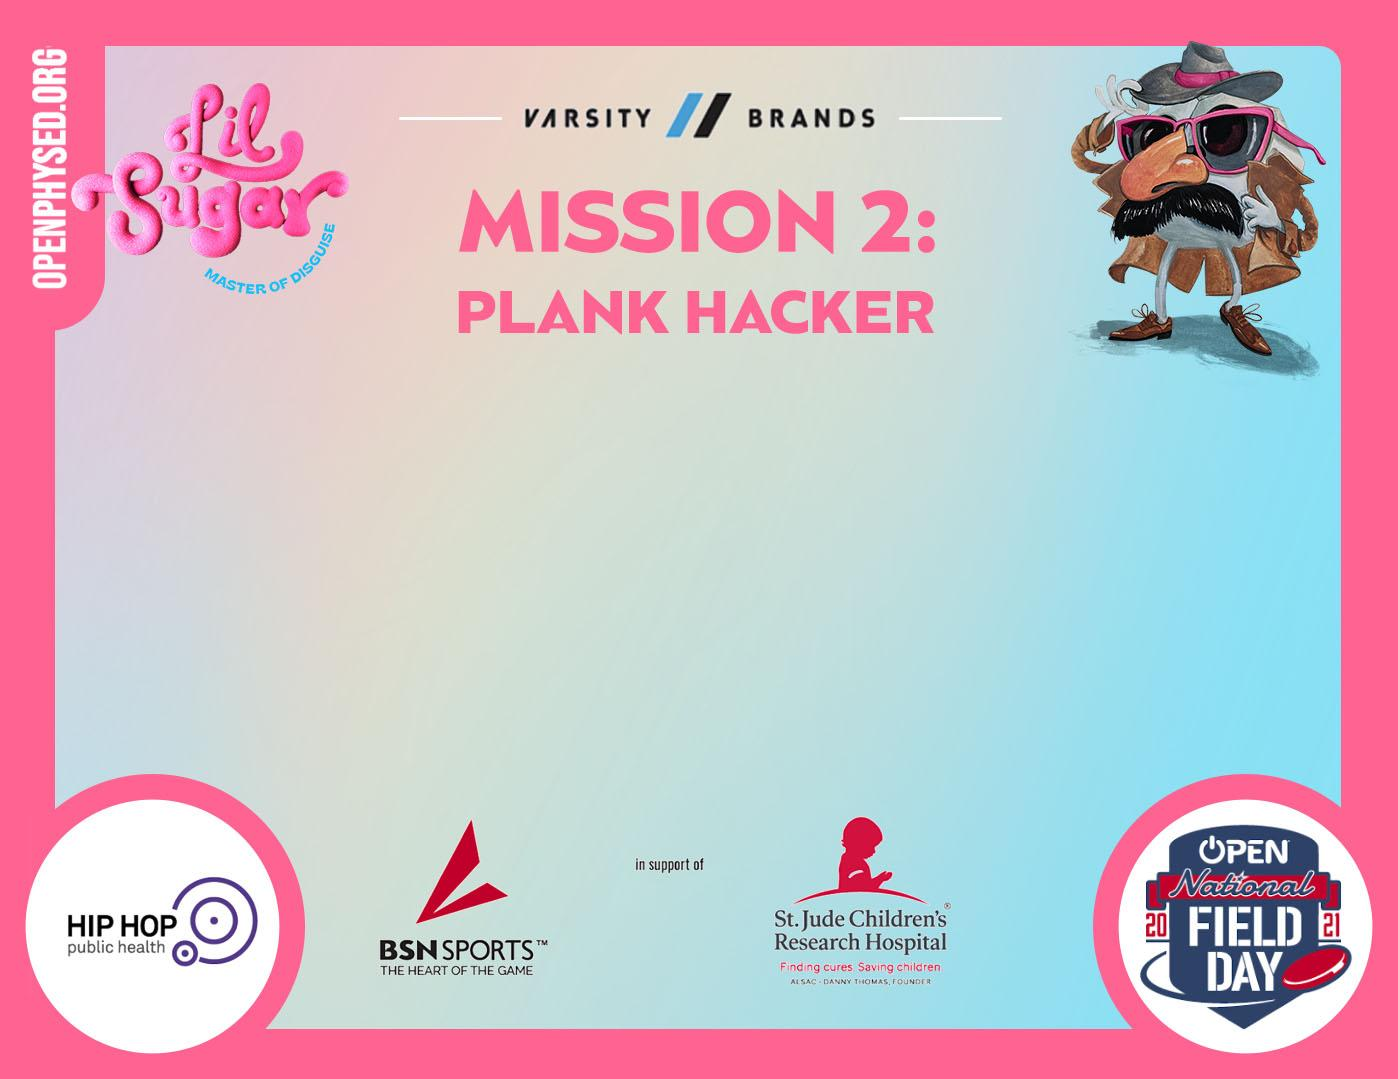 OPENPHYSED.ORG
Lil
Sugar
MASTER OF DISGUISE
VARSITY BRANDS
MISSION 2:
PLANK HACKER
HIP HOP
public health
BSN SPORTS™
THE HEART OF THE GAME
in support of
St. Jude Children's
Research Hospital
®
Finding cures. Saving children.
ALSAC · DANNY THOMAS, FOUNDER
OPEN
National
20 FIELD 21
DAY